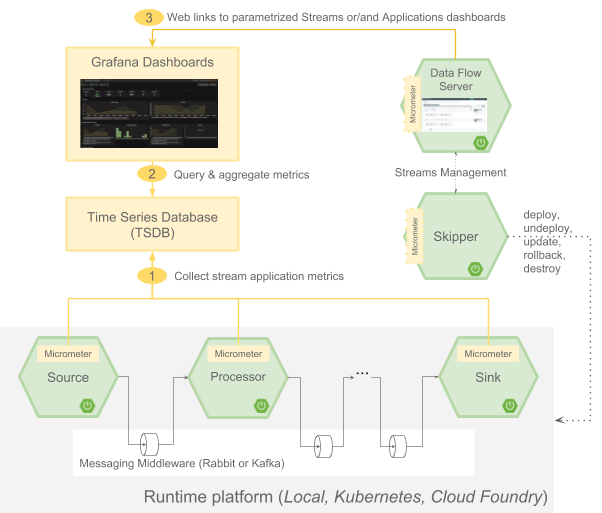 3 Web links to parametrized Streams or/and Applications dashboards
Grafana Dashboards
Data Flow
Server
Micrometer
2 Query & aggregate metrics
Streams Management
Time Series Database
(TSDB)
Micrometer
Skipper
deploy,
undeploy,
update,
rollback,
destroy
1 Collect stream application metrics
Micrometer
Source
Micrometer
Processor
...
Micrometer
Sink
Messaging Middleware (Rabbit or Kafka)
Runtime platform (Local, Kubernetes, Cloud Foundry)